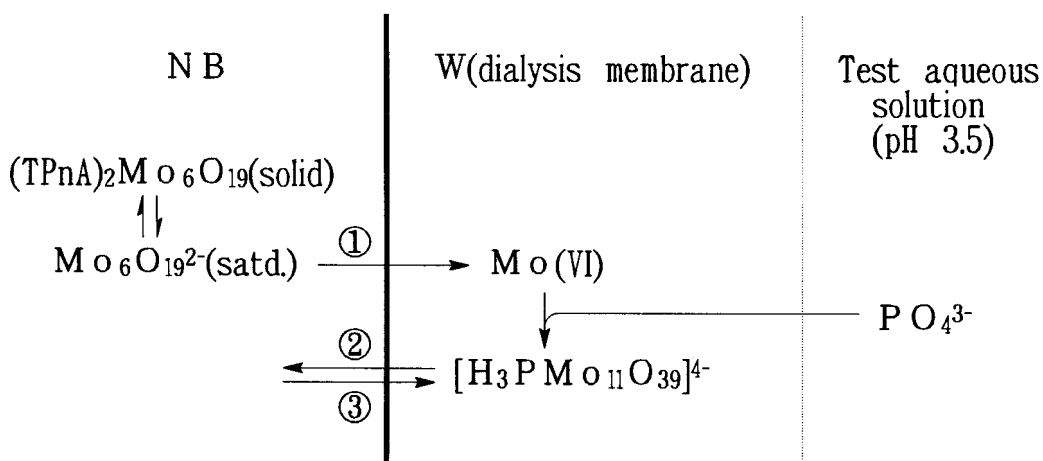 NB
W(dialysis membrane)
Test aqueous
solution
(pH 3.5)
(TPnA)₂Mo₆O₁₉(solid)
Mo₆O₁₉²⁻(satd.)
①
Mo(VI)
PO₄³⁻
②
[H₃PMo₁₁O₃₉]⁴⁻
③